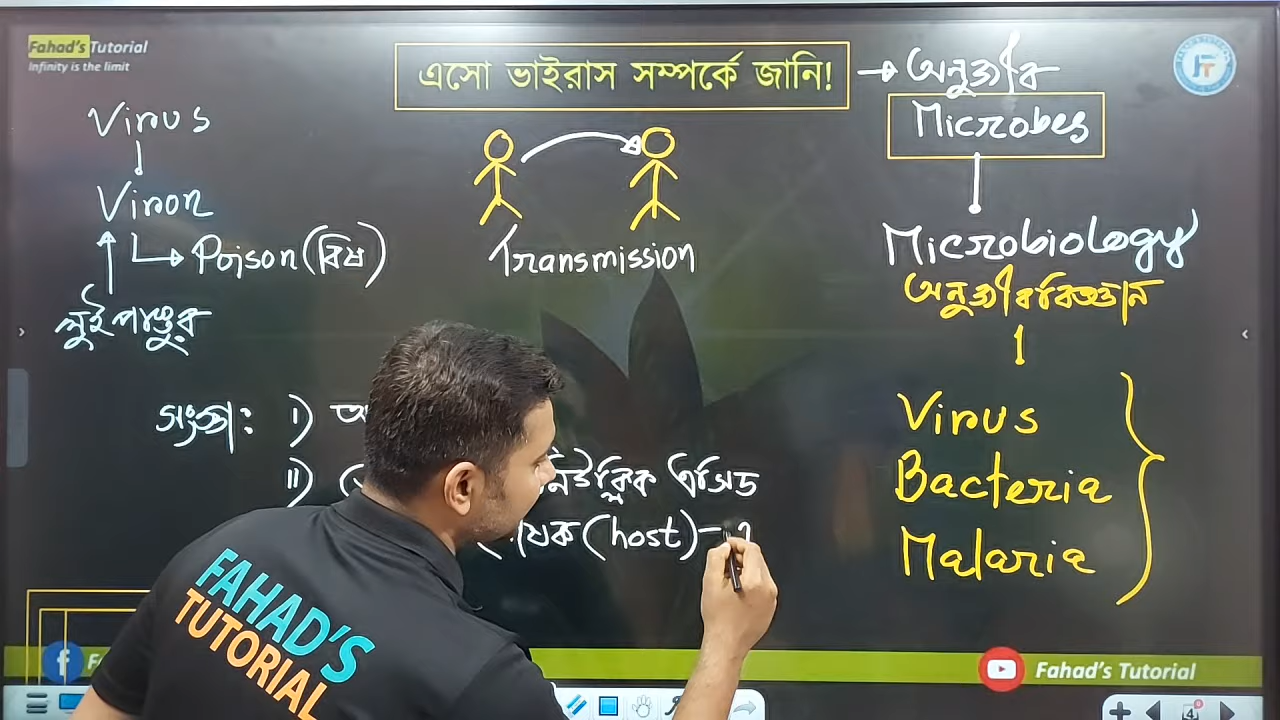 Fahad's Tutorial
Infinity is the limit
এসো ভাইরাস সম্পর্কে জানি!
অনুজীব
Microbes
Microbiology
অনুজীববিজ্ঞান
Virus
Bacteria
Malaria
Virus
Viron
Poison (বিষ)
লুই পাস্তুর
Transmission
সংজ্ঞা: i)
ii) নিউক্লিক এসিড
(host)
FAHAD'S
TUTORIAL
Fahad's Tutorial